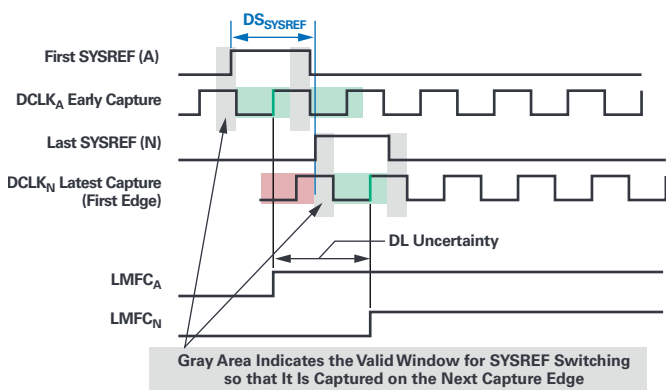 DS_SYSREF
First SYSREF (A)
DCLK_A Early Capture
Last SYSREF (N)
DCLK_N Latest Capture
(First Edge)
DL Uncertainty
LMFC_A
LMFC_N
Gray Area Indicates the Valid Window for SYSREF Switching
so that It Is Captured on the Next Capture Edge